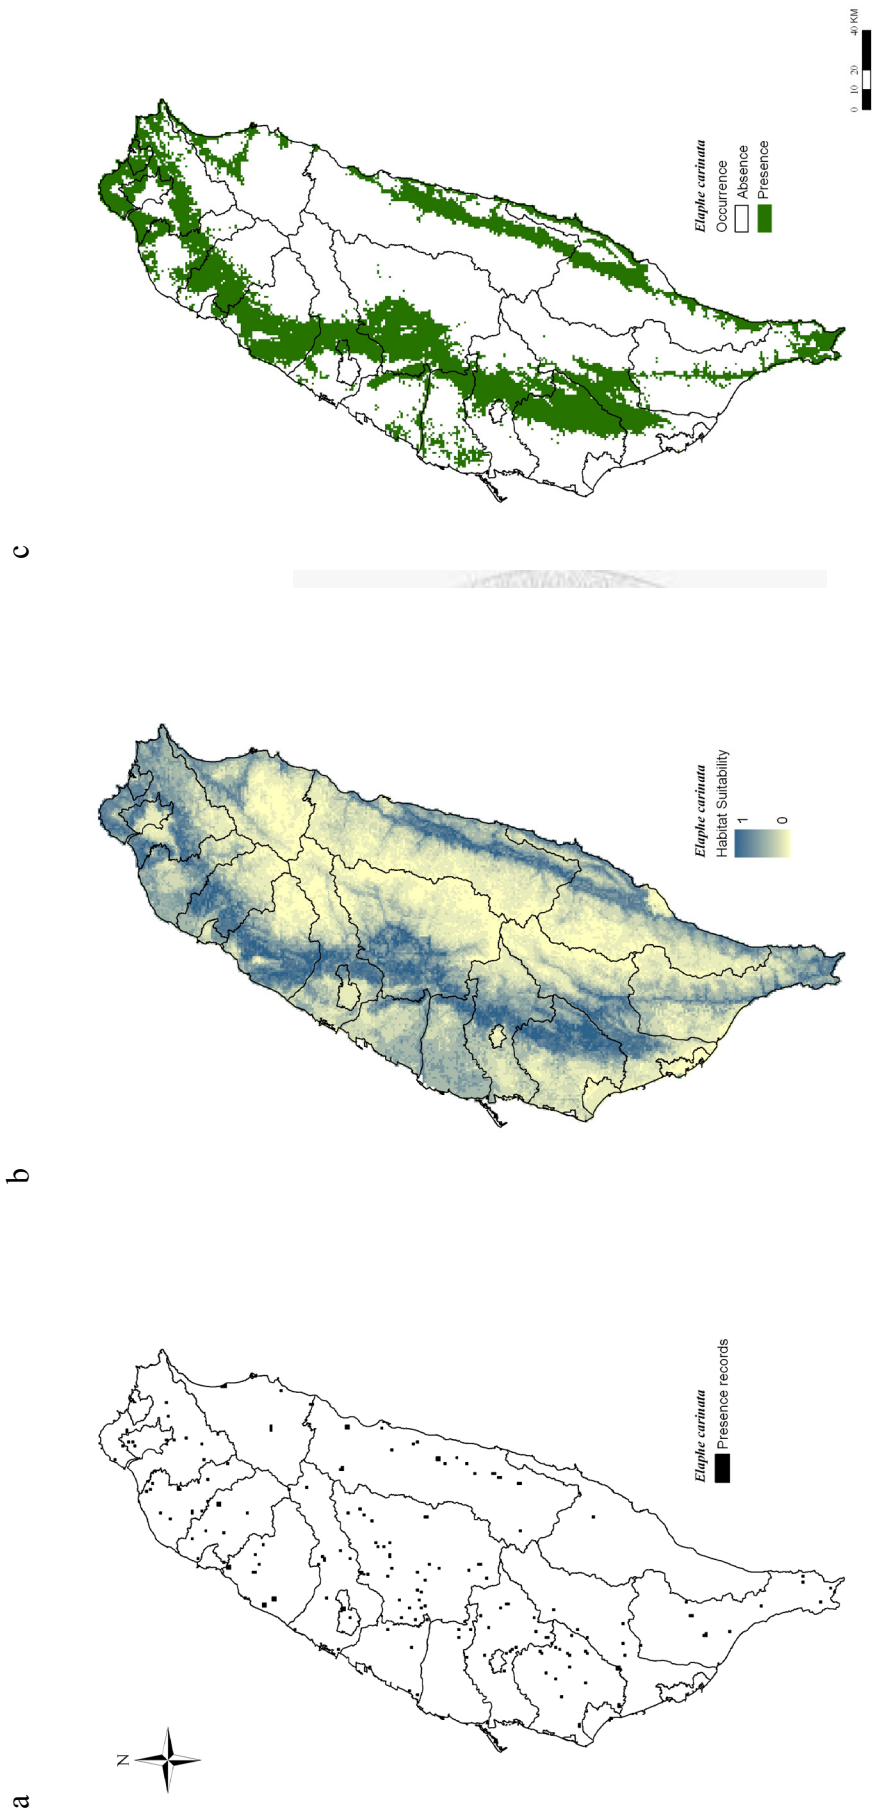 a
N
Elaphe carinata
Presence records
b
Elaphe carinata
Habitat Suitability
1
0
c
Elaphe carinata
Occurrence
Absence
Presence
0 10 20 40 KM